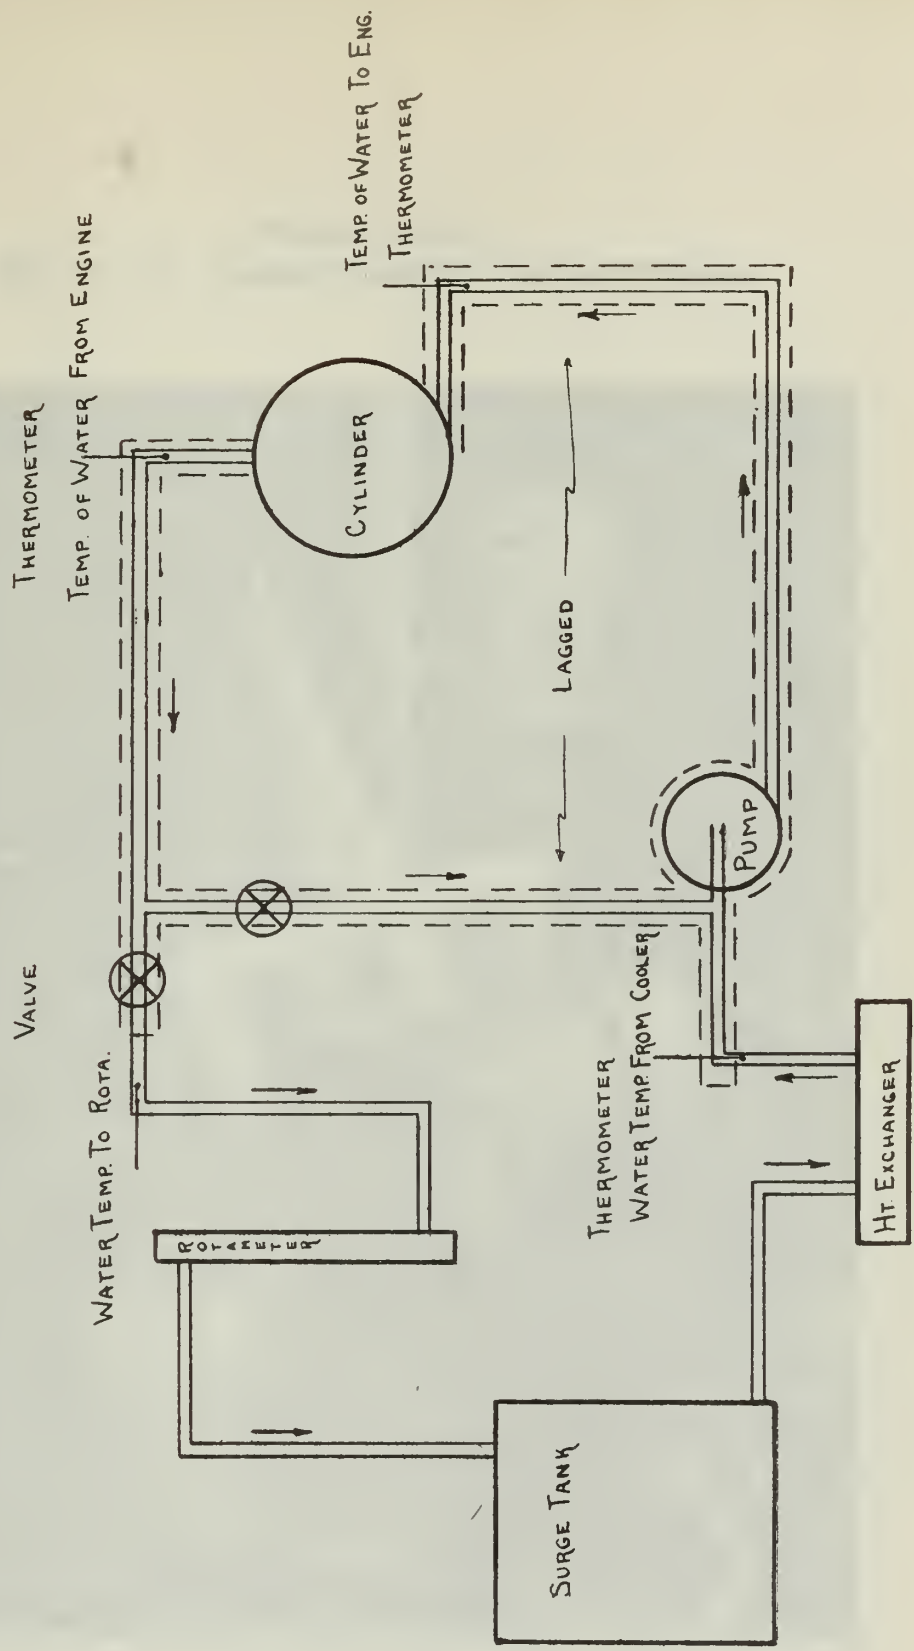 THERMOMETER
TEMP. OF WATER FROM ENGINE
TEMP. OF WATER TO ENG.
THERMOMETER
VALVE
WATER TEMP. TO ROTA.
CYLINDER
ROTAMETER
LAGGED
THERMOMETER
WATER TEMP. FROM COOLER
PUMP
SURGE TANK
HT. EXCHANGER